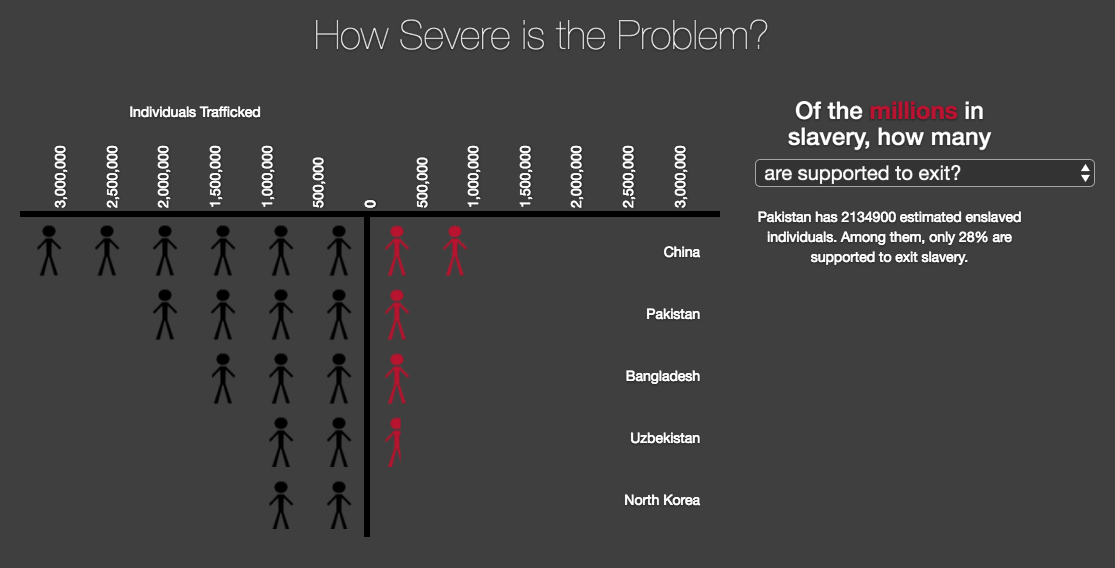 How Severe is the Problem?
Individuals Trafficked
3,000,000
2,500,000
2,000,000
1,500,000
1,000,000
500,000
0
500,000
1,000,000
1,500,000
2,000,000
2,500,000
3,000,000
China
Pakistan
Bangladesh
Uzbekistan
North Korea
Of the millions in
slavery, how many
are supported to exit?
Pakistan has 2134900 estimated enslaved
individuals. Among them, only 28% are
supported to exit slavery.